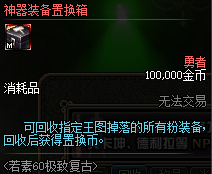 神器装备置换箱
M
勇者
100,000金币
消耗品
无法交易
可回收指定王图掉落的所有粉装备，
回收后获得置换币。
<若素60极致复古>